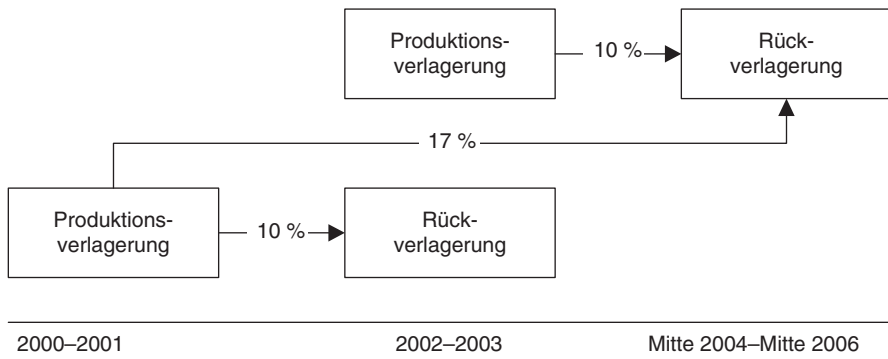 Produktions-
verlagerung
10 %
Rück-
verlagerung
17 %
Produktions-
verlagerung
10 %
Rück-
verlagerung
2000–2001
2002–2003
Mitte 2004–Mitte 2006